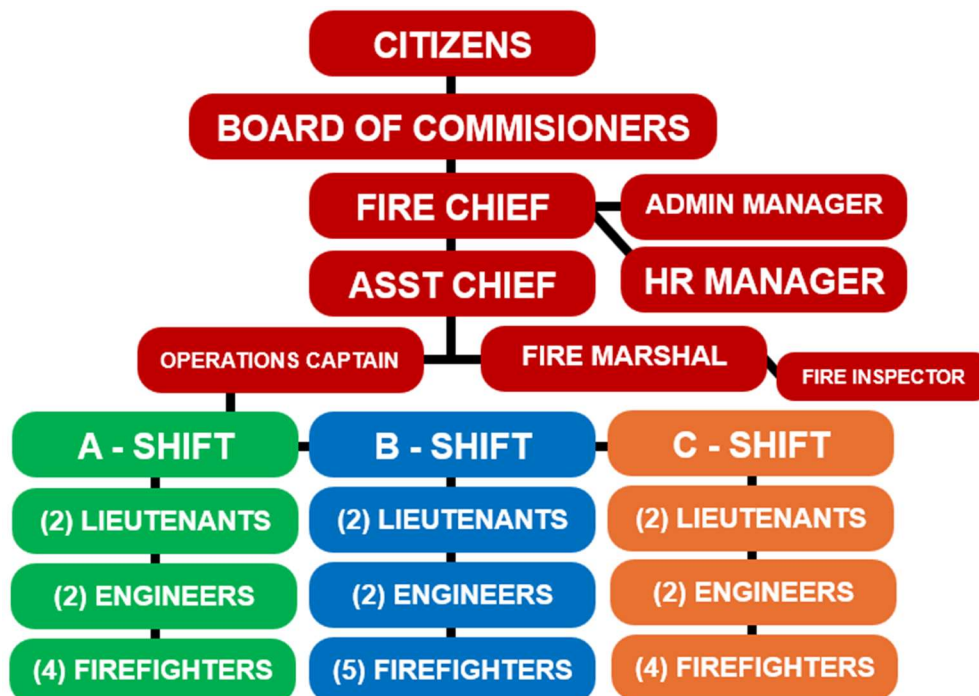 CITIZENS
BOARD OF COMMISIONERS
FIRE CHIEF
ADMIN MANAGER
HR MANAGER
ASST CHIEF
OPERATIONS CAPTAIN
FIRE MARSHAL
FIRE INSPECTOR
A - SHIFT
B - SHIFT
C - SHIFT
(2) LIEUTENANTS
(2) LIEUTENANTS
(2) LIEUTENANTS
(2) ENGINEERS
(2) ENGINEERS
(2) ENGINEERS
(4) FIREFIGHTERS
(5) FIREFIGHTERS
(4) FIREFIGHTERS